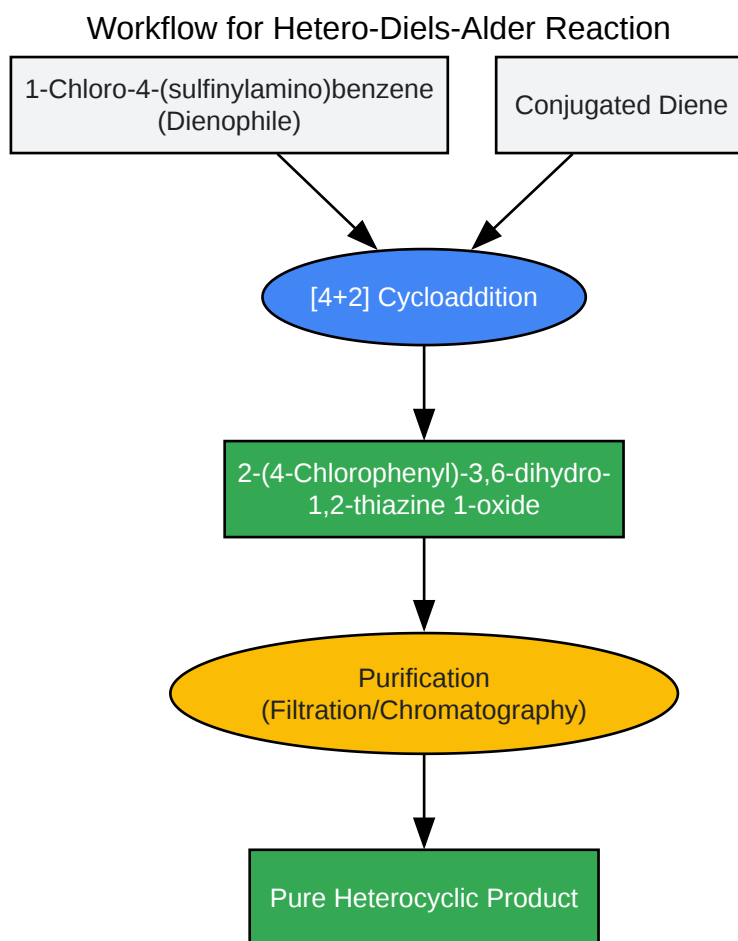 Workflow for Hetero-Diels-Alder Reaction
1-Chloro-4-(sulfinylamino)benzene
(Dienophile)
Conjugated Diene
[4+2] Cycloaddition
2-(4-Chlorophenyl)-3,6-dihydro-
1,2-thiazine 1-oxide
Purification
(Filtration/Chromatography)
Pure Heterocyclic Product